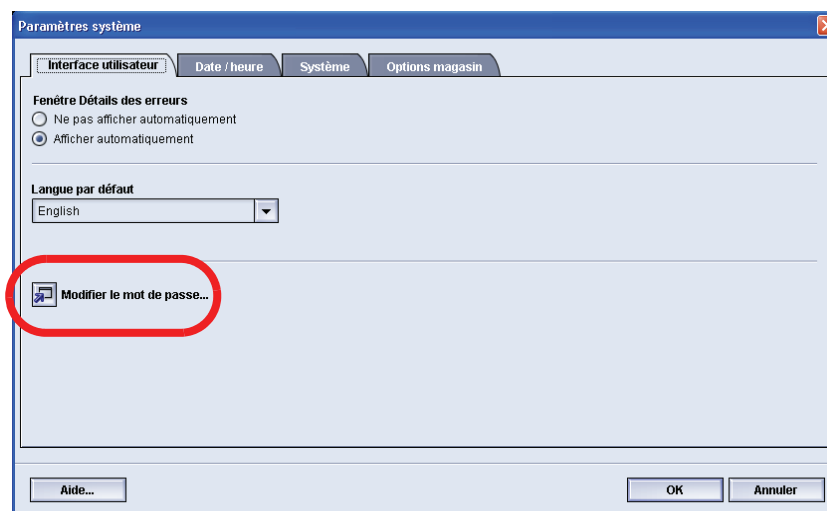 Paramètres système
Interface utilisateur Date / heure Système Options magasin
Fenêtre Détails des erreurs
Ne pas afficher automatiquement
Afficher automatiquement
Langue par défaut
English
Modifier le mot de passe...
Aide... OK Annuler